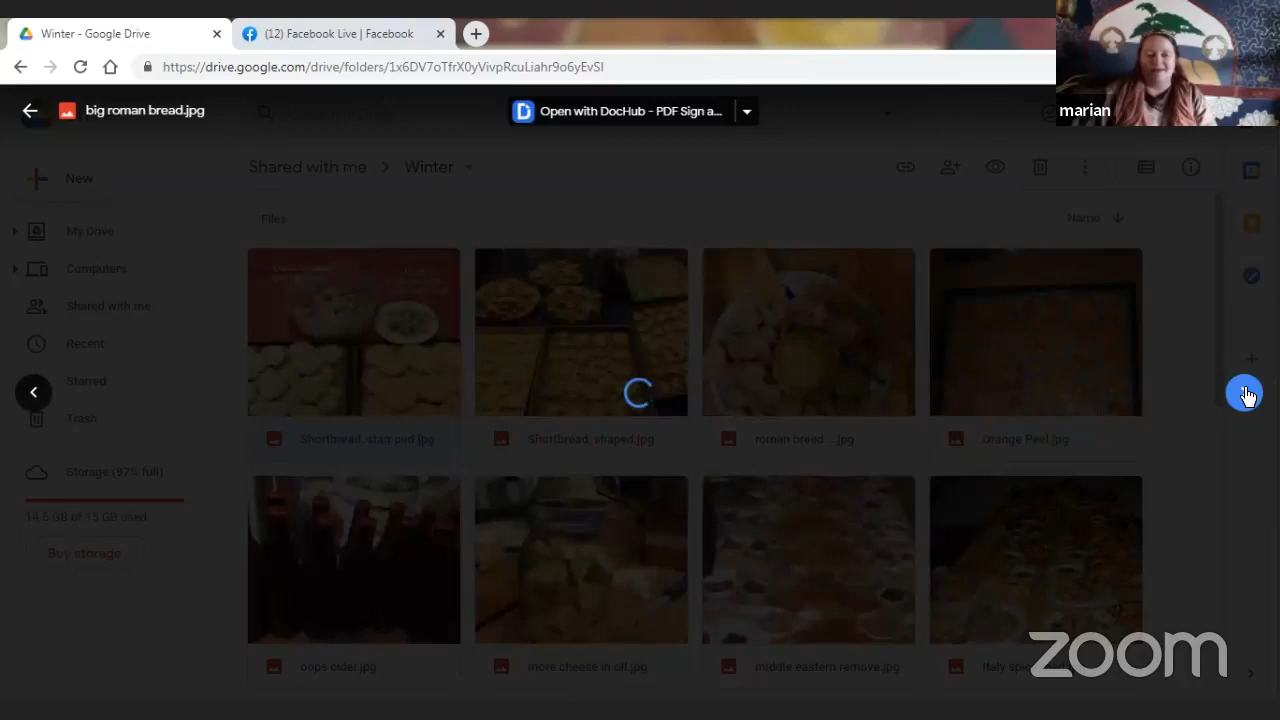 Winter - Google Drive
(12) Facebook Live | Facebook
https://drive.google.com/drive/folders/1x6DV7oTfrX0yVivpRcuLiahr9o6yEvSI
marian
big roman bread.jpg
Open with DocHub - PDF Sign a...
New
Shared with me
Winter
Files
Name
My Drive
Computers
Shared with me
Recent
Starred
Trash
Storage (97% full)
14.6 GB of 15 GB used
Buy storage
Shortbread, stamped.jpg
Shortbread, shaped.jpg
roman bread ...jpg
Orange Peel.jpg
oops cider.jpg
more cheese in oil.jpg
middle eastern remove.jpg
Italy
zoom